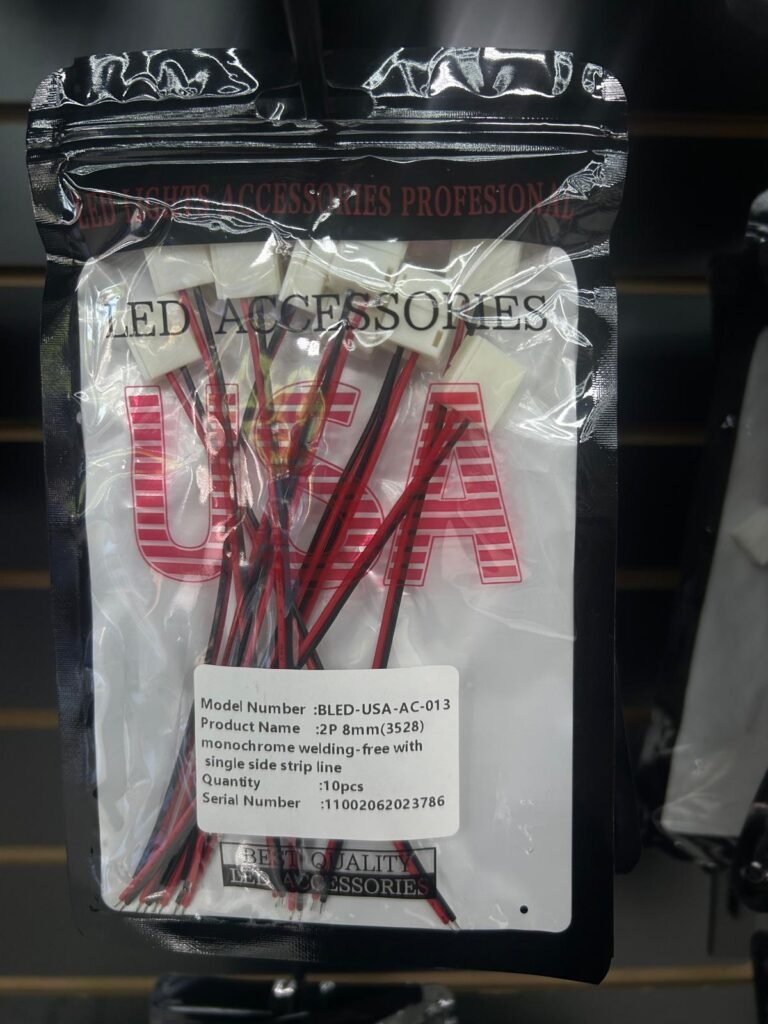 LED LIGHTS ACCESSORIES PROFESIONAL
LED ACCESSORIES
USA
Model Number :BLED-USA-AC-013
Product Name :2P 8mm(3528)
monochrome welding-free with
single side strip line
Quantity :10pcs
Serial Number :11002062023786
BEST QUALITY
LED ACCESSORIES